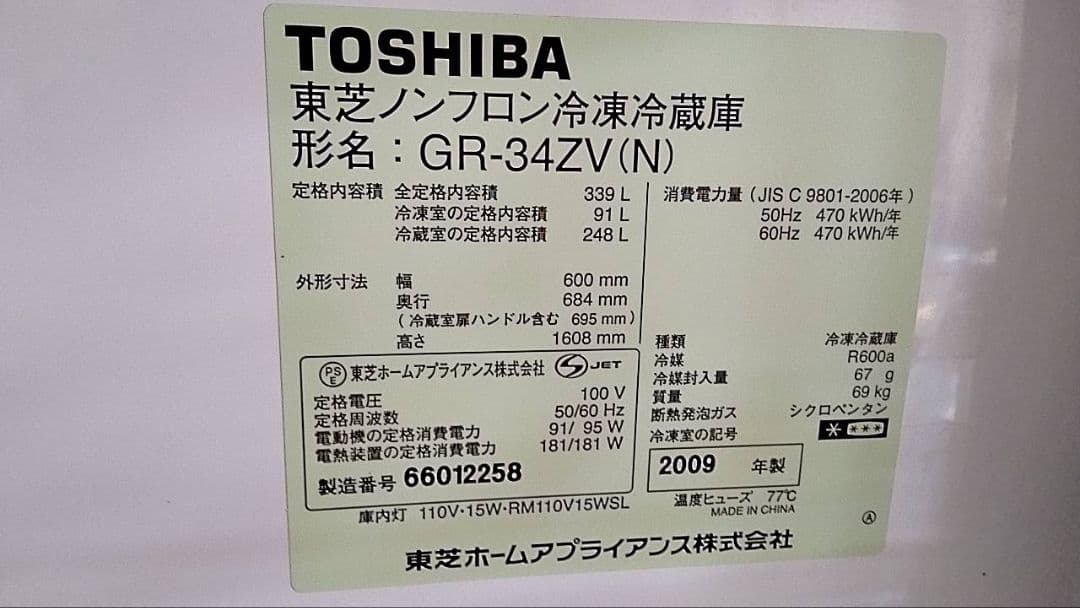 TOSHIBA
東芝ノンフロン冷凍冷蔵庫
形名：GR-34ZV(N)
定格内容積 全定格内容積 339 L
冷凍室の定格内容積 91 L
冷蔵室の定格内容積 248 L
外形寸法 幅 600 mm
奥行 684 mm
(冷蔵室扉ハンドル含む 695 mm)
高さ 1608 mm
PSE 東芝ホームアプライアンス株式会社 S JET
定格電圧 100 V
定格周波数 50/60 Hz
電動機の定格消費電力 91/ 95 W
電熱装置の定格消費電力 181/181 W
製造番号 66012258
庫内灯 110V･15W･RM110V15WSL
消費電力量 (JIS C 9801-2006年)
50Hz 470 kWh/年
60Hz 470 kWh/年
種類 冷凍冷蔵庫
冷媒 R600a
冷媒封入量 67 g
質量 69 kg
断熱発泡ガス シクロペンタン
冷凍室の記号 * ***
2009 年製
温度ヒューズ 77℃
MADE IN CHINA
Ⓐ
東芝ホームアプライアンス株式会社